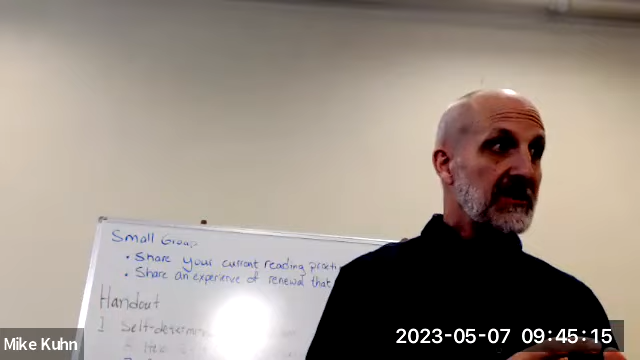 Small Group
• Share your current reading
• Share an experience of renewal that
Handout
1 Self-determin
Mike Kuhn
2023-05-07 09:45:15